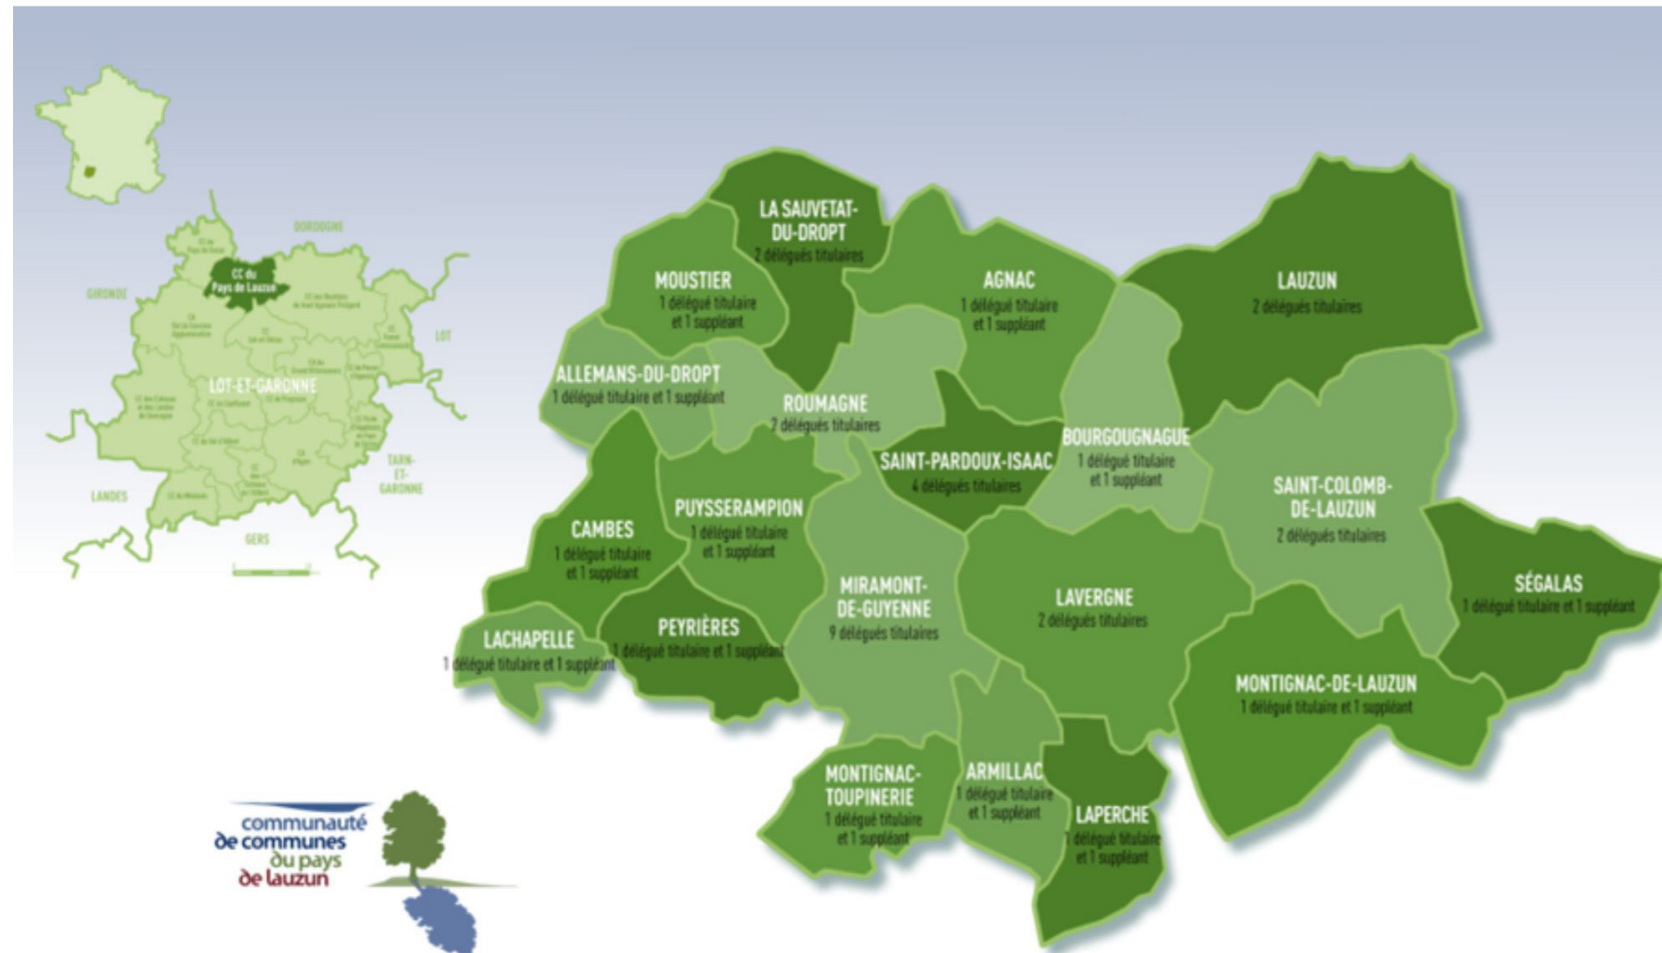 DORDOGNE
CC du
Pays de Lauzun
GIRONDE
LOT
LOT-ET-GARONNE
TARN-
ET-
GARONNE
LANDES
GERS
LA SAUVETAT-
DU-DROPT
2 délégués titulaires
MOUSTIER
1 délégué titulaire
et 1 suppléant
AGNAC
1 délégué titulaire
et 1 suppléant
LAUZUN
2 délégués titulaires
ALLEMANS-DU-DROPT
1 délégué titulaire et 1 suppléant
ROUMAGNE
2 délégués titulaires
SAINT-PARDOUX-ISAAC
4 délégués titulaires
BOURGOUGNAGUE
1 délégué titulaire
et 1 suppléant
SAINT-COLOMB-
DE-LAUZUN
2 délégués titulaires
PUYSSERAMPION
1 délégué titulaire
et 1 suppléant
CAMBES
1 délégué titulaire
et 1 suppléant
MIRAMONT-
DE-GUYENNE
9 délégués titulaires
LAVERGNE
2 délégués titulaires
SÉGALAS
1 délégué titulaire et 1 suppléant
LACHAPELLE
1 délégué titulaire et 1 suppléant
PEYRIÈRES
1 délégué titulaire et 1 suppléant
MONTIGNAC-DE-LAUZUN
1 délégué titulaire et 1 suppléant
MONTIGNAC-
TOUPINERIE
1 délégué titulaire
et 1 suppléant
ARMILLAC
1 délégué titulaire
et 1 suppléant
LAPERCHE
1 délégué titulaire
et 1 suppléant
communauté
de communes
du pays
de lauzun